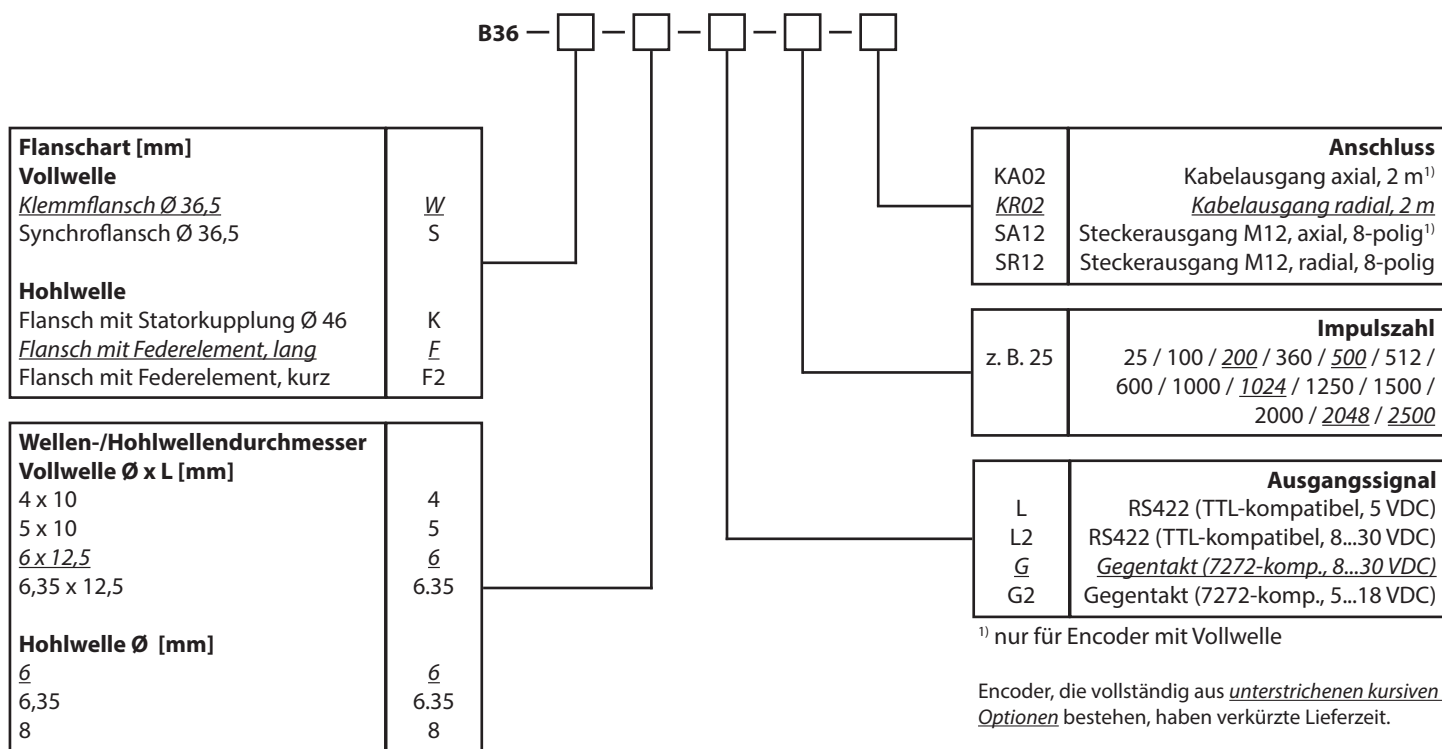 B36 — — — — —
Flanschart [mm]
Vollwelle
Klemmflansch Ø 36,5 W
Synchroflansch Ø 36,5 S
Hohlwelle
Flansch mit Statorkupplung Ø 46 K
Flansch mit Federelement, lang F
Flansch mit Federelement, kurz F2
Wellen-/Hohlwellendurchmesser
Vollwelle Ø x L [mm]
4 x 10 4
5 x 10 5
6 x 12,5 6
6,35 x 12,5 6.35
Hohlwelle Ø [mm]
6 6
6,35 6.35
8 8
Anschluss
KA02 Kabelausgang axial, 2 m1)
KR02 Kabelausgang radial, 2 m
SA12 Steckerausgang M12, axial, 8-polig1)
SR12 Steckerausgang M12, radial, 8-polig
Impulszahl
z. B. 25 25 / 100 / 200 / 360 / 500 / 512 /
600 / 1000 / 1024 / 1250 / 1500 /
2000 / 2048 / 2500
Ausgangssignal
L RS422 (TTL-kompatibel, 5 VDC)
L2 RS422 (TTL-kompatibel, 8...30 VDC)
G Gegentakt (7272-komp., 8...30 VDC)
G2 Gegentakt (7272-komp., 5...18 VDC)
1) nur für Encoder mit Vollwelle
Encoder, die vollständig aus unterstrichenen kursiven
Optionen bestehen, haben verkürzte Lieferzeit.